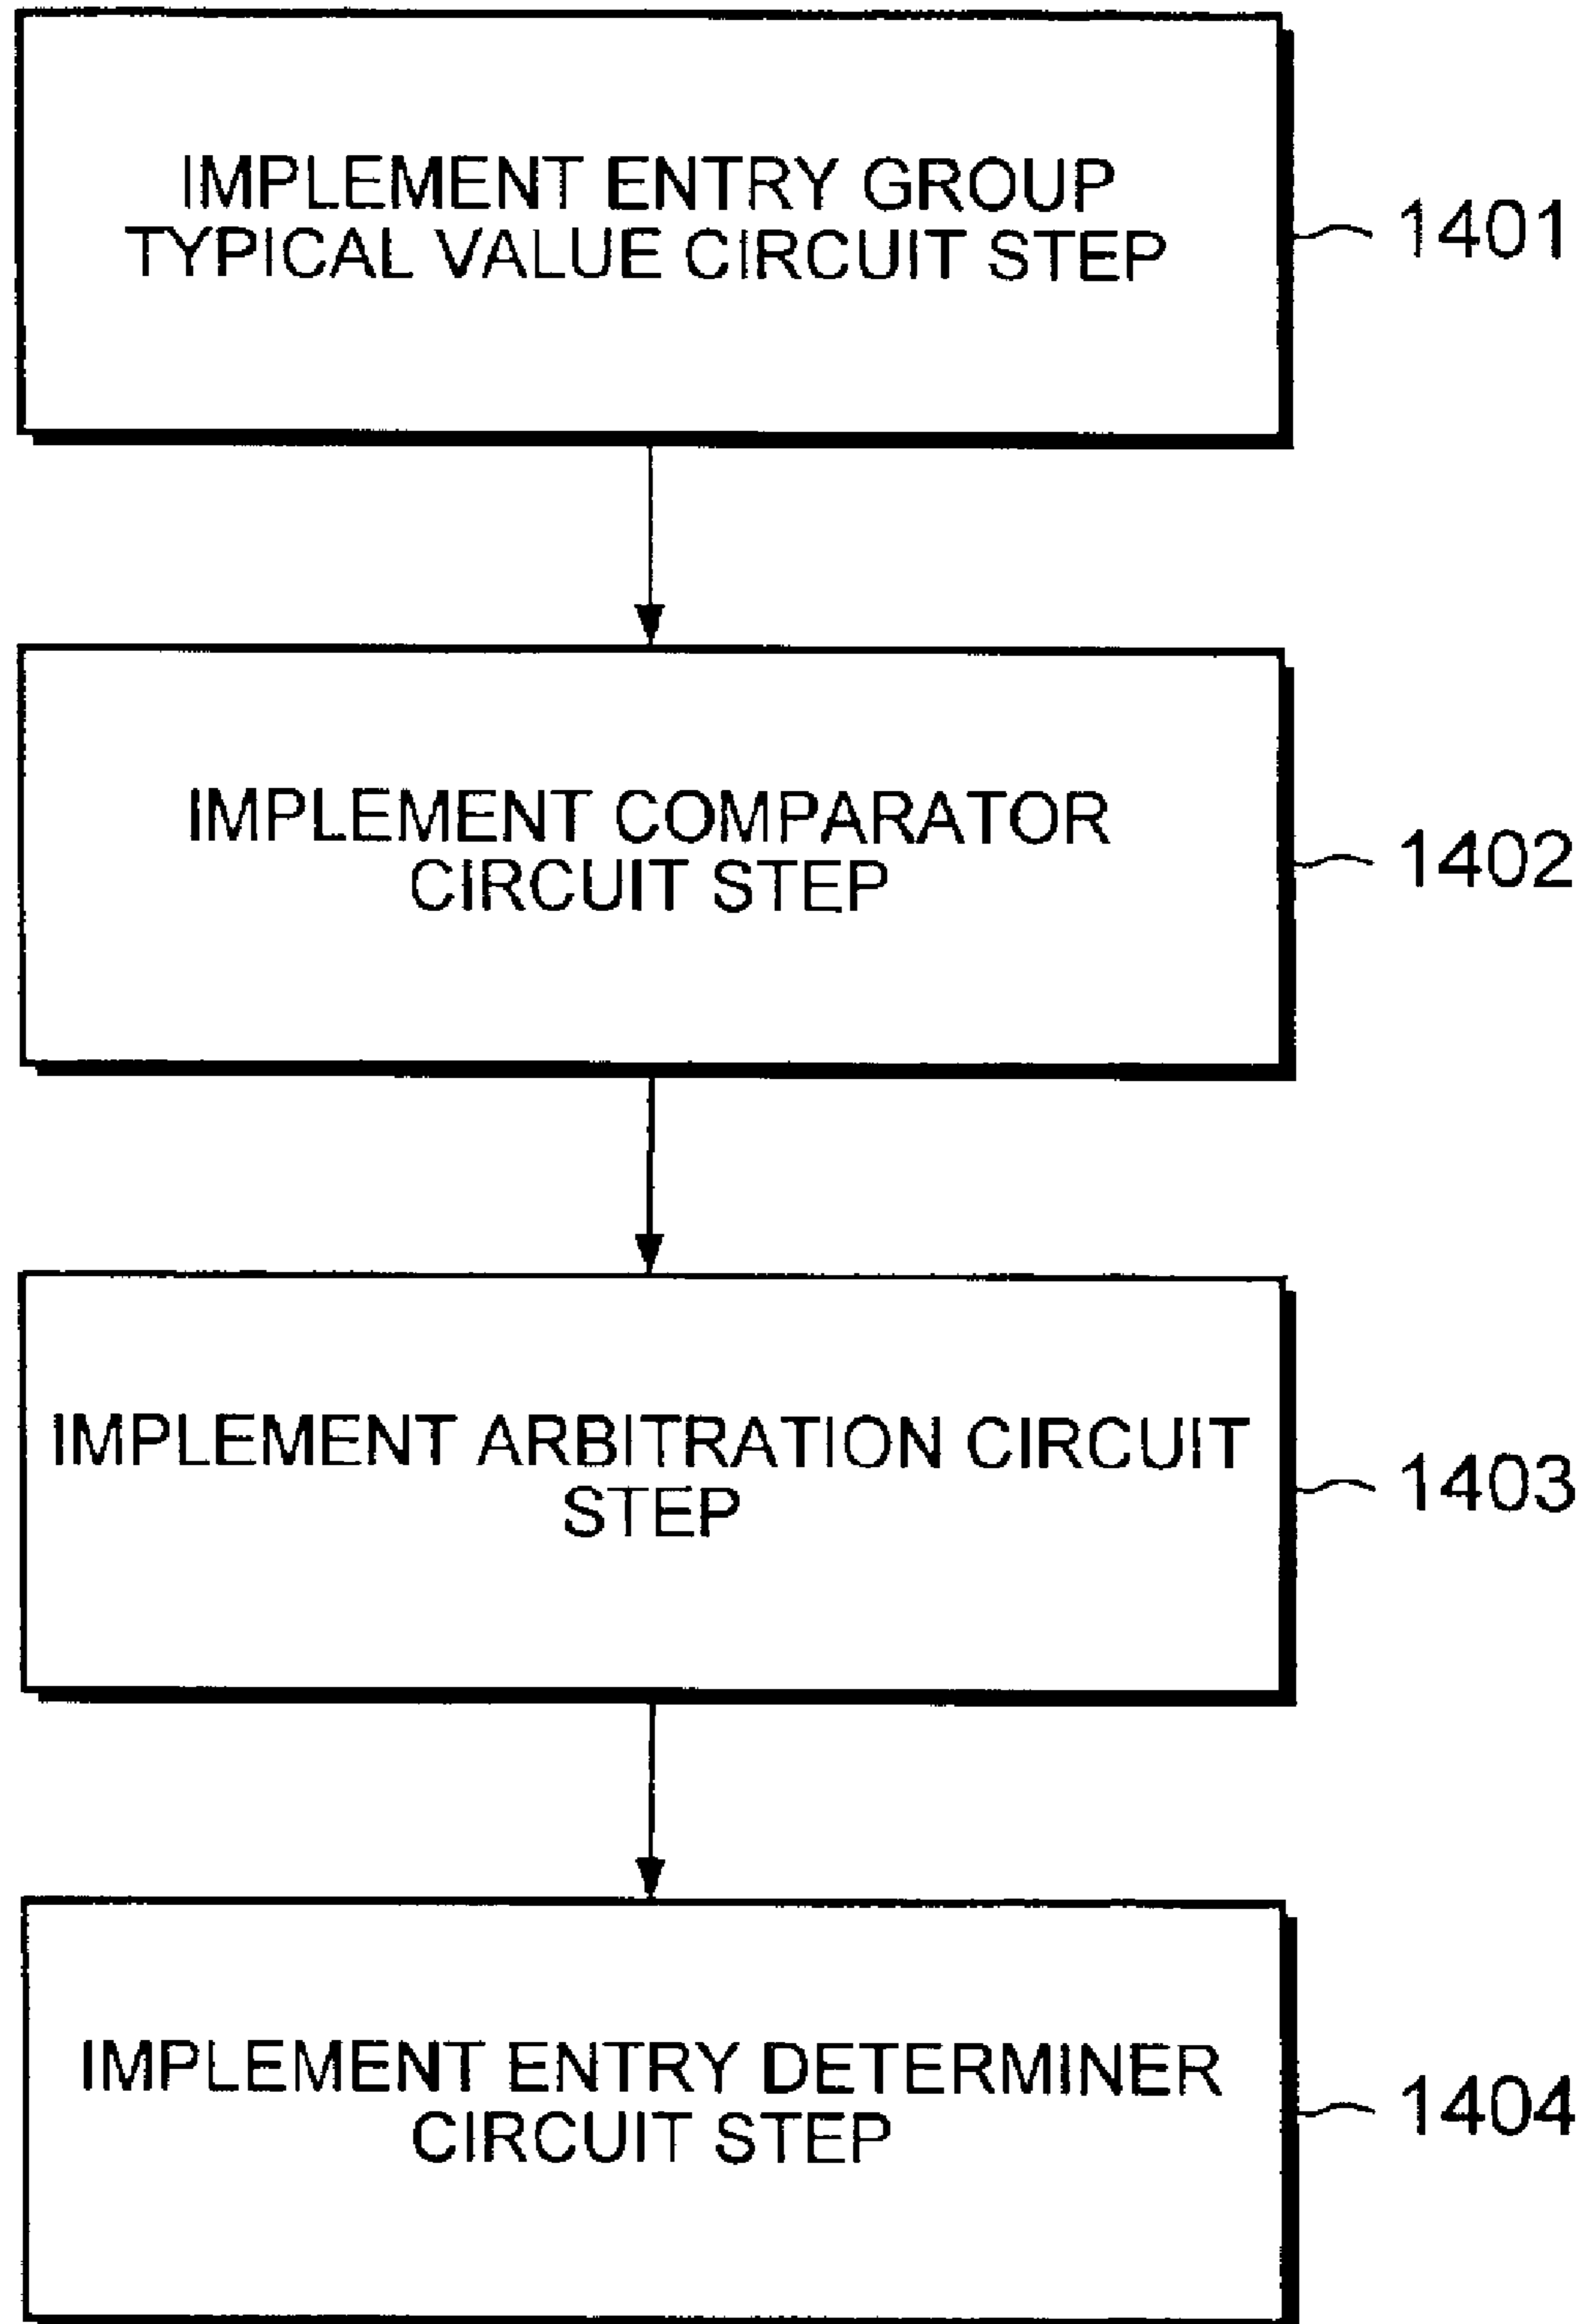 IMPLEMENT ENTRY GROUP
TYPICAL VALUE CIRCUIT STEP
1401
IMPLEMENT COMPARATOR
CIRCUIT STEP
1402
IMPLEMENT ARBITRATION CIRCUIT
STEP
1403
IMPLEMENT ENTRY DETERMINER
CIRCUIT STEP
1404